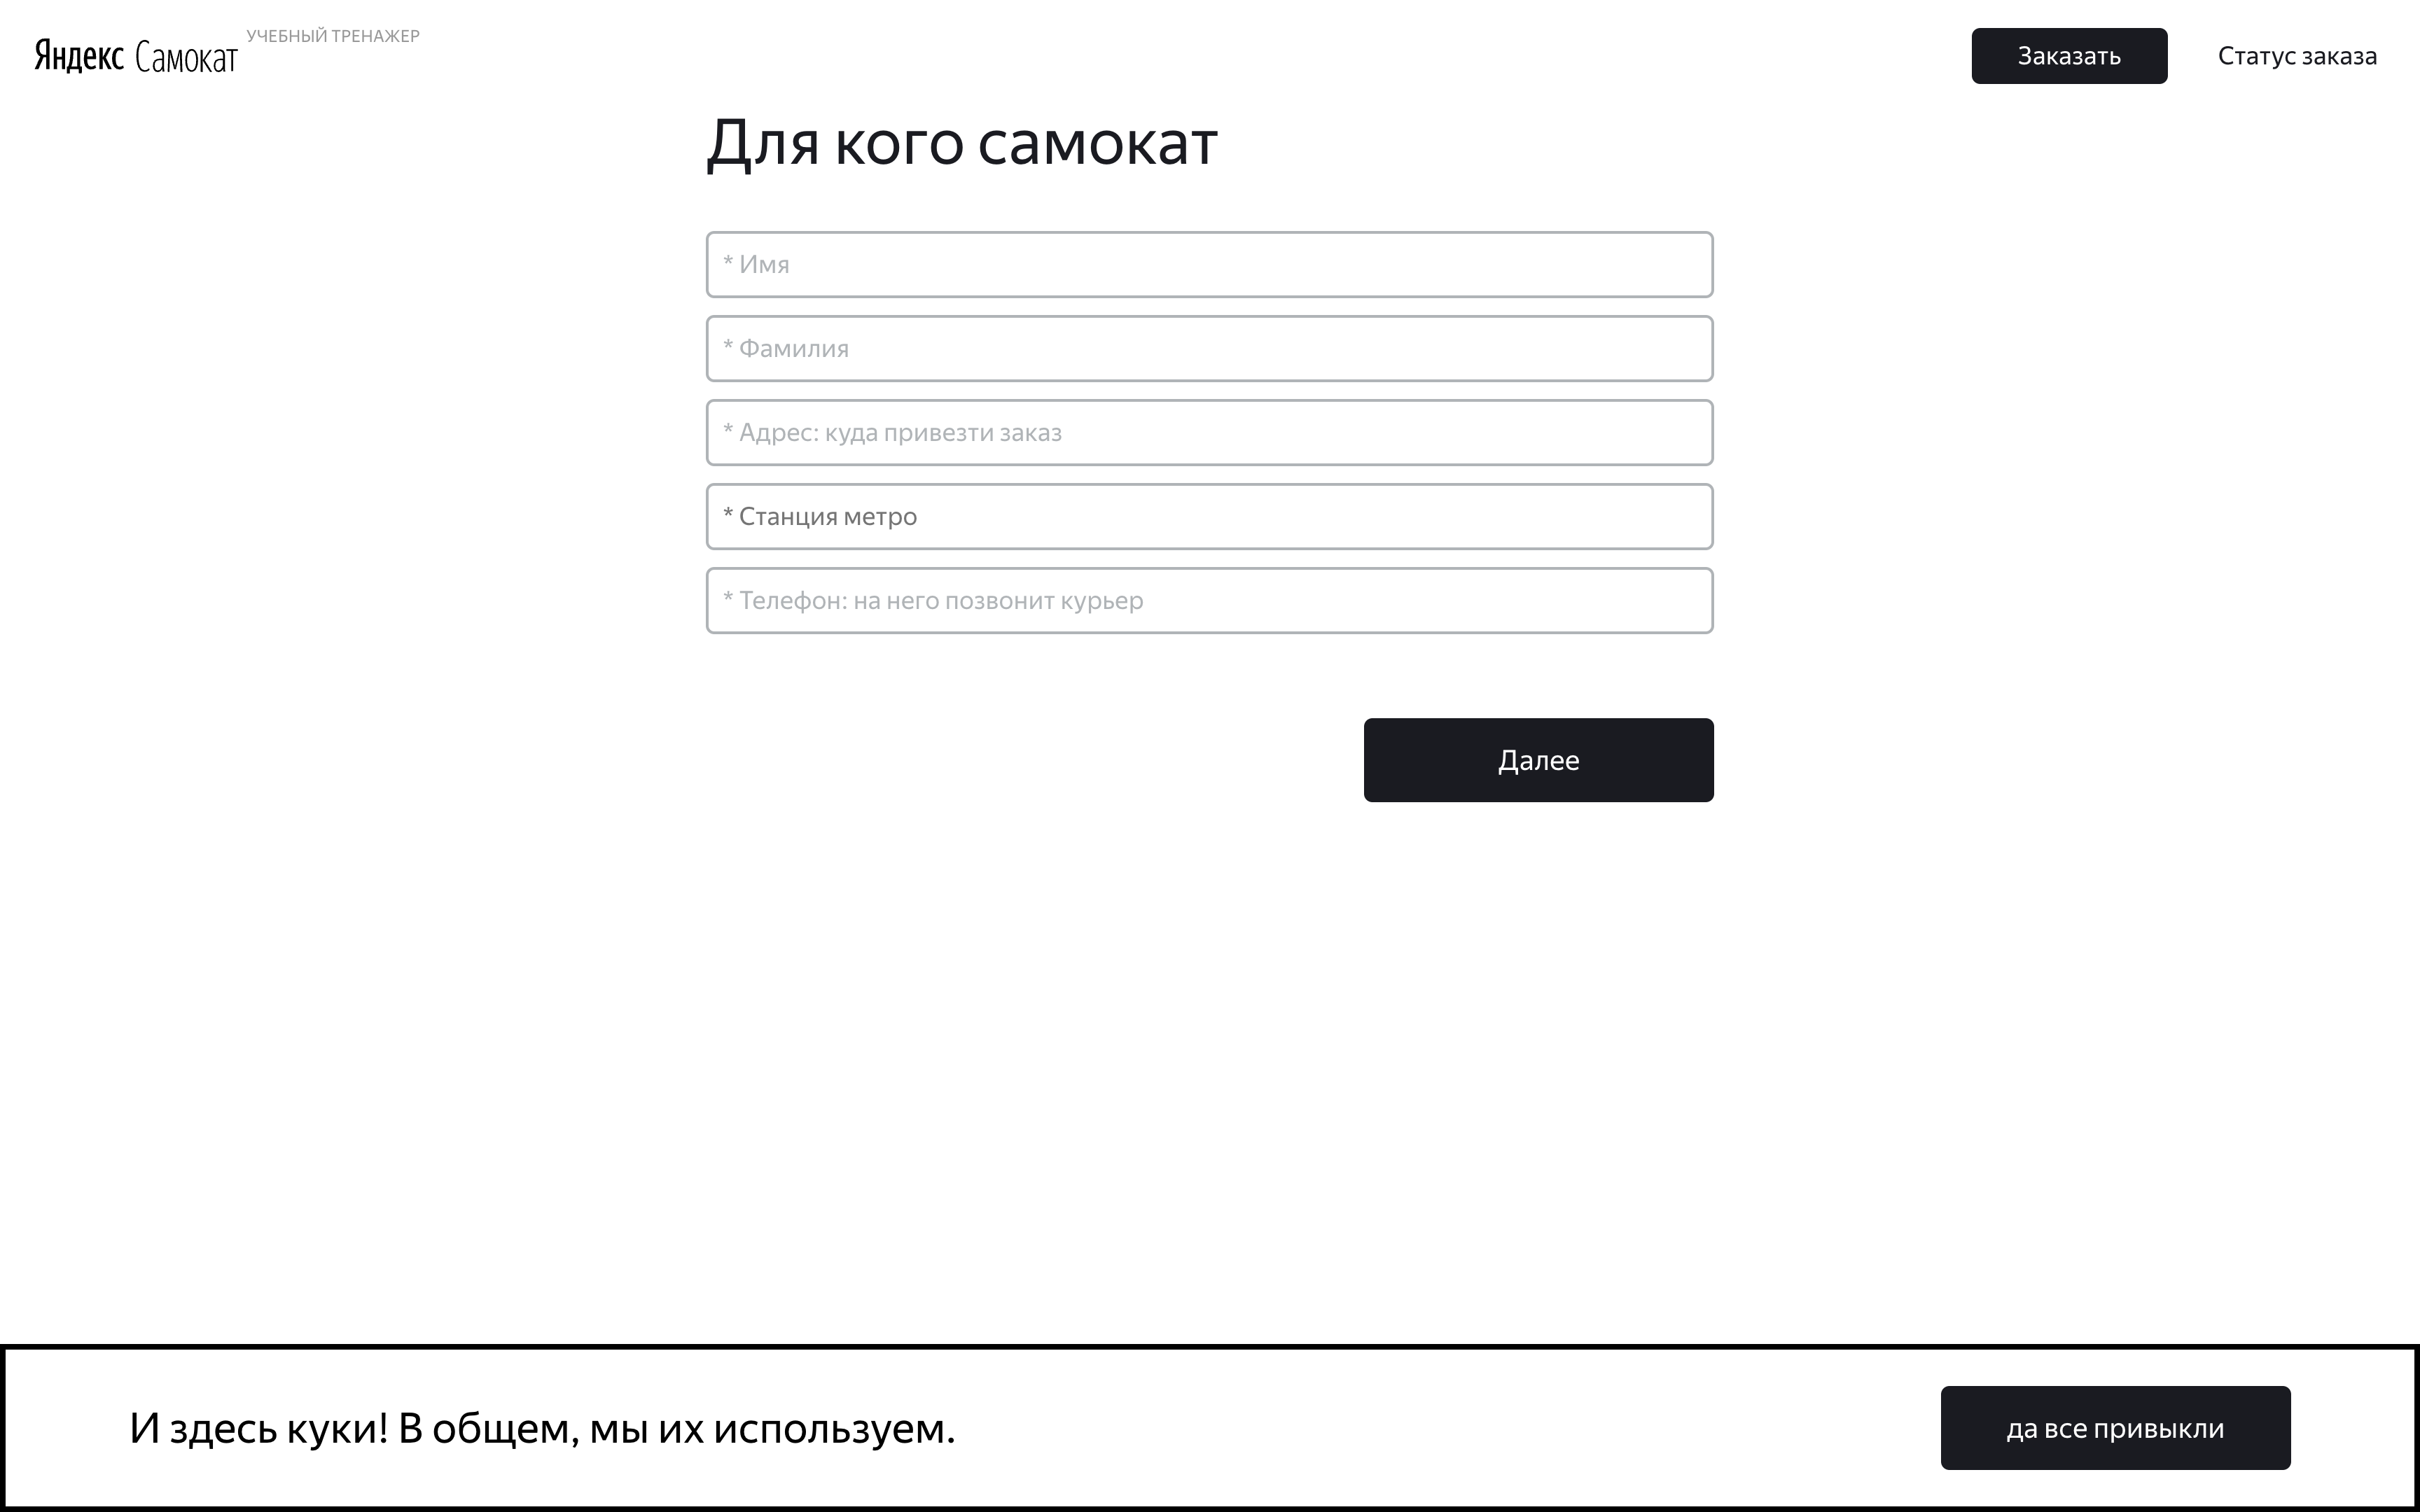 Яндекс Самокат
УЧЕБНЫЙ ТРЕНАЖЕР
Заказать
Статус заказа
Для кого самокат
* Имя
* Фамилия
* Адрес: куда привезти заказ
* Станция метро
* Телефон: на него позвонит курьер
Далее
И здесь куки! В общем, мы их используем.
да все привыкли